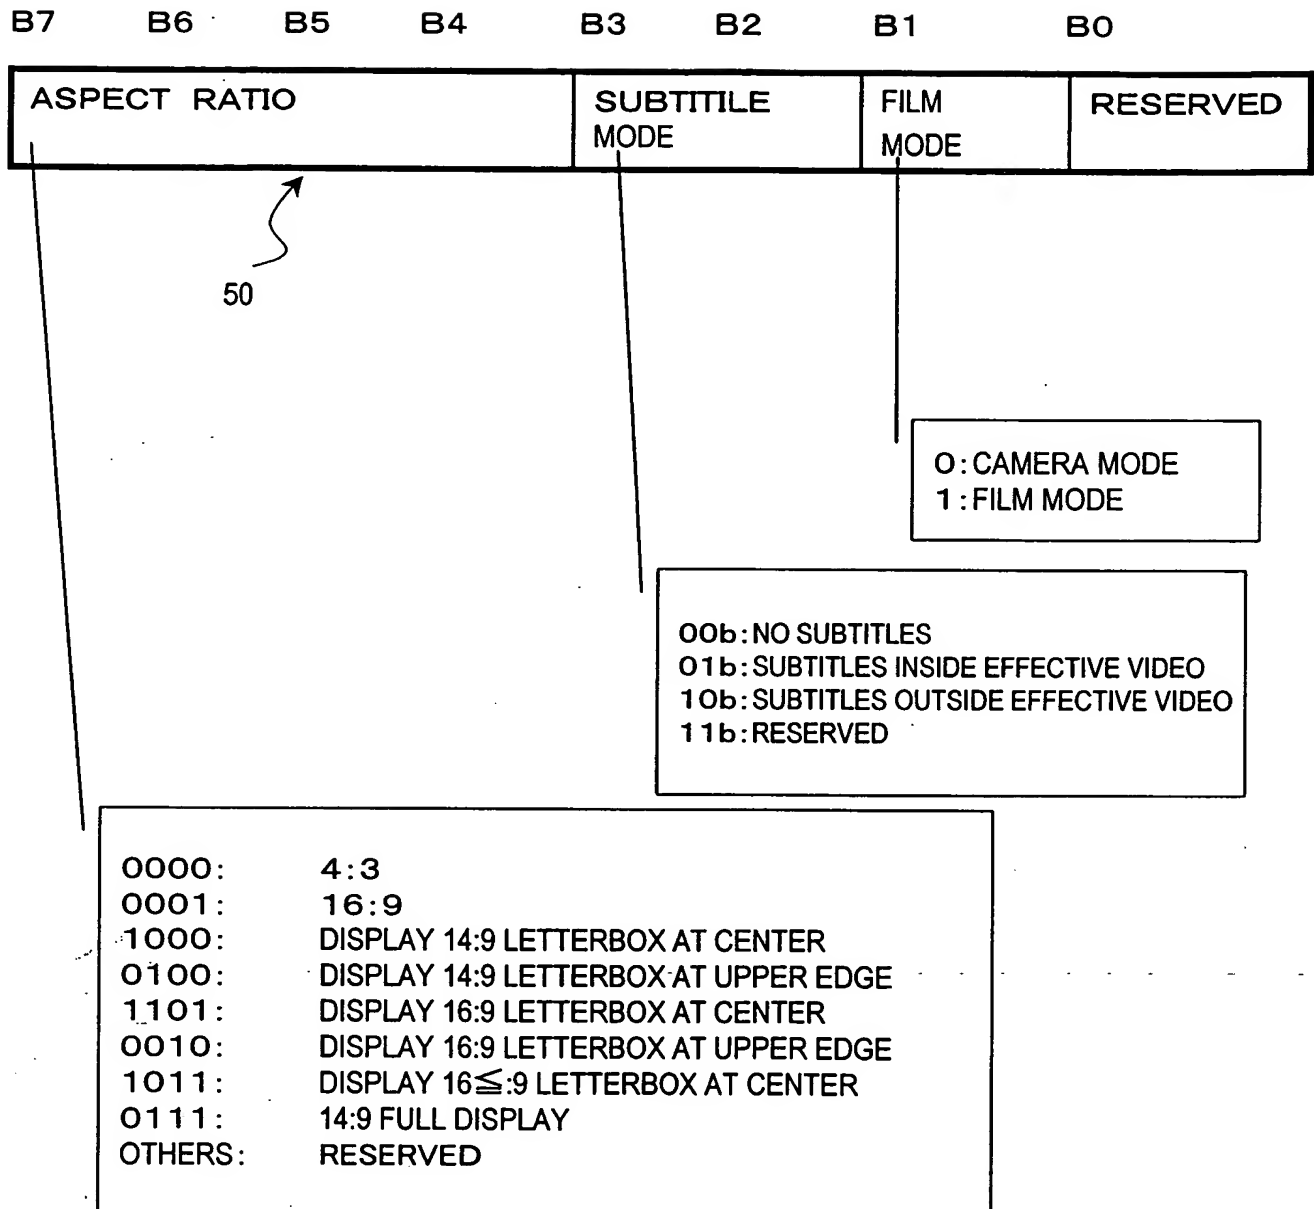 B7 B6 B5 B4 B3 B2 B1 B0
ASPECT RATIO
SUBTITILE
MODE
FILM
MODE
RESERVED
50
0:CAMERA MODE
1:FILM MODE
00b:NO SUBTITLES
01b:SUBTITLES INSIDE EFFECTIVE VIDEO
10b:SUBTITLES OUTSIDE EFFECTIVE VIDEO
11b:RESERVED
0000: 4:3
0001: 16:9
1000: DISPLAY 14:9 LETTERBOX AT CENTER
0100: DISPLAY 14:9 LETTERBOX AT UPPER EDGE
1101: DISPLAY 16:9 LETTERBOX AT CENTER
0010: DISPLAY 16:9 LETTERBOX AT UPPER EDGE
1011: DISPLAY 16≦:9 LETTERBOX AT CENTER
0111: 14:9 FULL DISPLAY
OTHERS: RESERVED